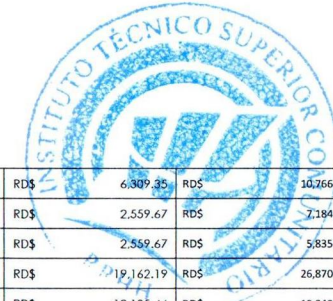 INSTITUTO TÉCNICO SUPERIOR COMUNITARIO
RD$ 6,309.35 RD$ 10,766
RD$ 2,559.67 RD$ 7,184
RD$ 2,559.67 RD$ 5,835
RD$ 19,162.19 RD$ 26,870
RD$